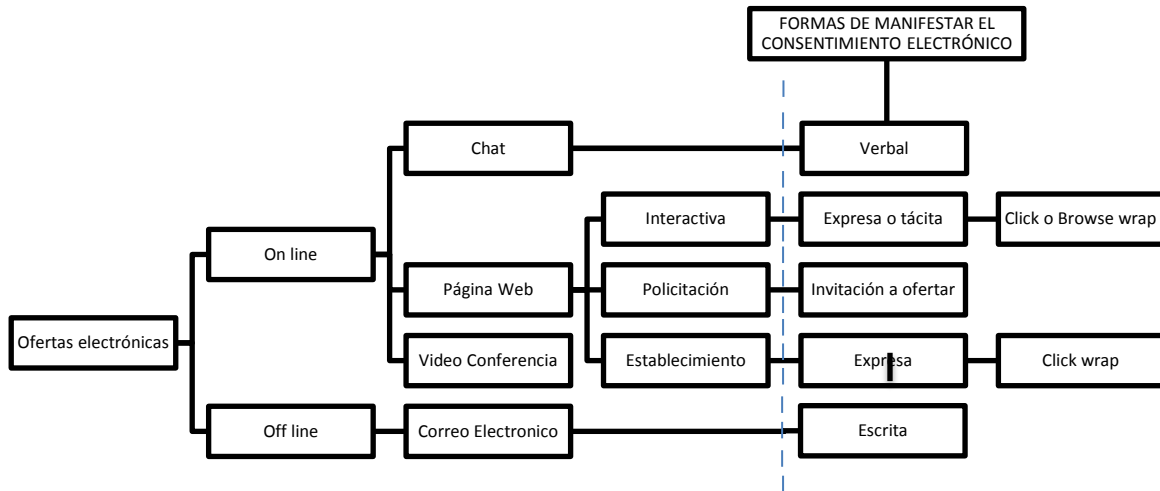 FORMAS DE MANIFESTAR EL
CONSENTIMIENTO ELECTRÓNICO
Chat
Verbal
Interactiva
Expresa o tácita
Click o Browse wrap
On line
Página Web
Policitación
Invitación a ofertar
Ofertas electrónicas
Video Conferencia
Establecimiento
Expresa
Click wrap
Off line
Correo Electronico
Escrita